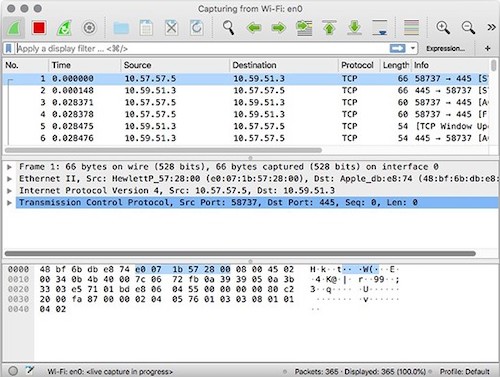 Capturing from Wi-Fi: en0
Apply a display filter ... <⌘/>
Expression...
+
No. Time Source Destination Protocol Length Info
1 0.000000 10.57.57.5 10.59.51.3 TCP 66 58737 → 445 [S
2 0.000148 10.57.57.5 10.59.51.3 TCP 66 445 → 58737 [S
3 0.028371 10.57.57.5 10.59.51.3 TCP 60 58737 → 445 [A
4 0.028378 10.57.57.5 10.59.51.3 TCP 60 58737 → 445 [F
5 0.028475 10.57.57.5 10.59.51.3 TCP 54 [TCP Window Up
6 0.028476 10.57.57.5 10.59.51.3 TCP 54 445 → 58737 [A
Frame 1: 66 bytes on wire (528 bits), 66 bytes captured (528 bits) on interface 0
Ethernet II, Src: HewlettP_57:28:00 (e0:07:1b:57:28:00), Dst: Apple_db:e8:74 (48:bf:6b:db:e8:
Internet Protocol Version 4, Src: 10.57.57.5, Dst: 10.59.51.3
Transmission Control Protocol, Src Port: 58737, Dst Port: 445, Seq: 0, Len: 0
0000 48 bf 6b db e8 74 e0 07 1b 57 28 00 08 00 45 02 H·k··t·· ·W(···E·
0010 00 34 0b 4b 40 00 7c 06 72 fb 0a 39 39 05 0a 3b ·4·K@·|· r··99··;
0020 33 03 e5 71 01 bd e8 06 04 55 00 00 00 00 80 c2 3··q···· ·U······
0030 20 00 fa 87 00 00 02 04 05 76 01 03 03 08 01 01 ········ ·v······
0040 04 02 ··
Wi-Fi: en0: <live capture in progress>
Packets: 365 · Displayed: 365 (100.0%)
Profile: Default